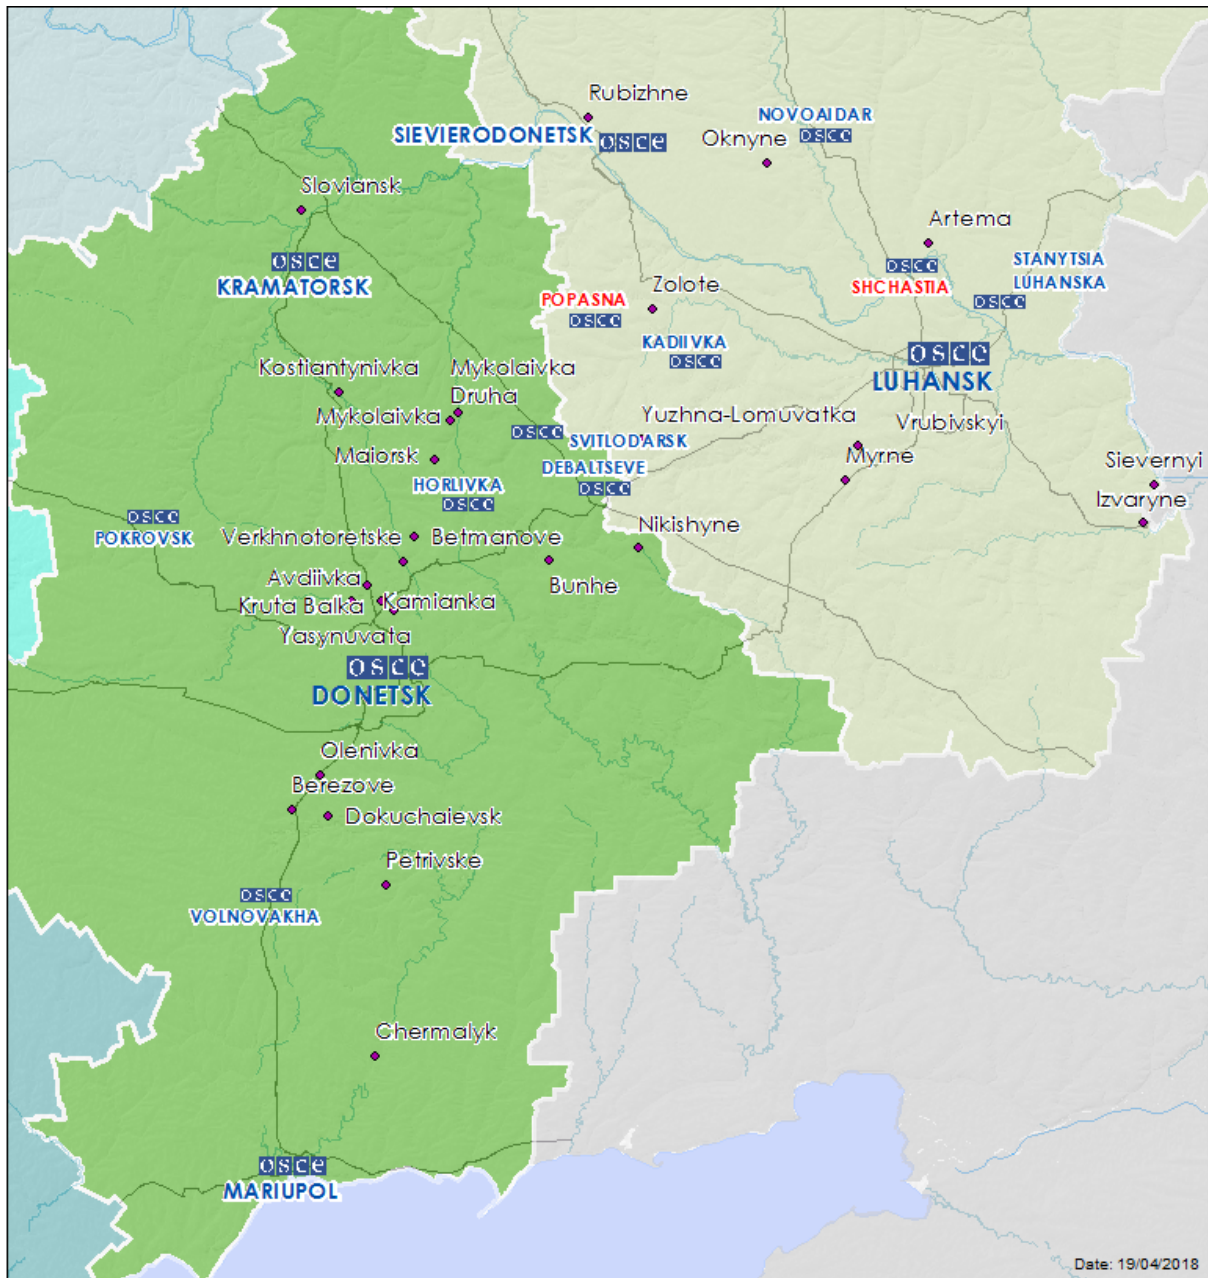 Rubizhne
NOVOAIDAR
SIEVIERODONETSK
osce
osce
Oknyne
Sloviansk
Artema
osce
KRAMATORSK
osce
SHCHASTIA
STANYTSIA
LUHANSKA
osce
Zolote
POPASNA
osce
KADIIVKA
osce
osce
LUHANSK
Kostiantynivka
Mykolaivka
Druha
Mykolaivka
Yuzhna-Lomuvatka
Vrubivskyi
osce
SVITLODARSK
Maiorsk
DEBALTSEVE
osce
Myrne
Sievernyi
HORLIVKA
osce
Izvaryne
osce
POKROVSK
Verkhnotoretske
Betmanove
Nikishyne
Avdiivka
Bunhe
Kruta Balka
Kamianka
Yasynuvata
osce
DONETSK
Olenivka
Berezove
Dokuchaievsk
Petrivske
osce
VOLNOVAKHA
Chermalyk
osce
MARIUPOL
Date: 19/04/2018